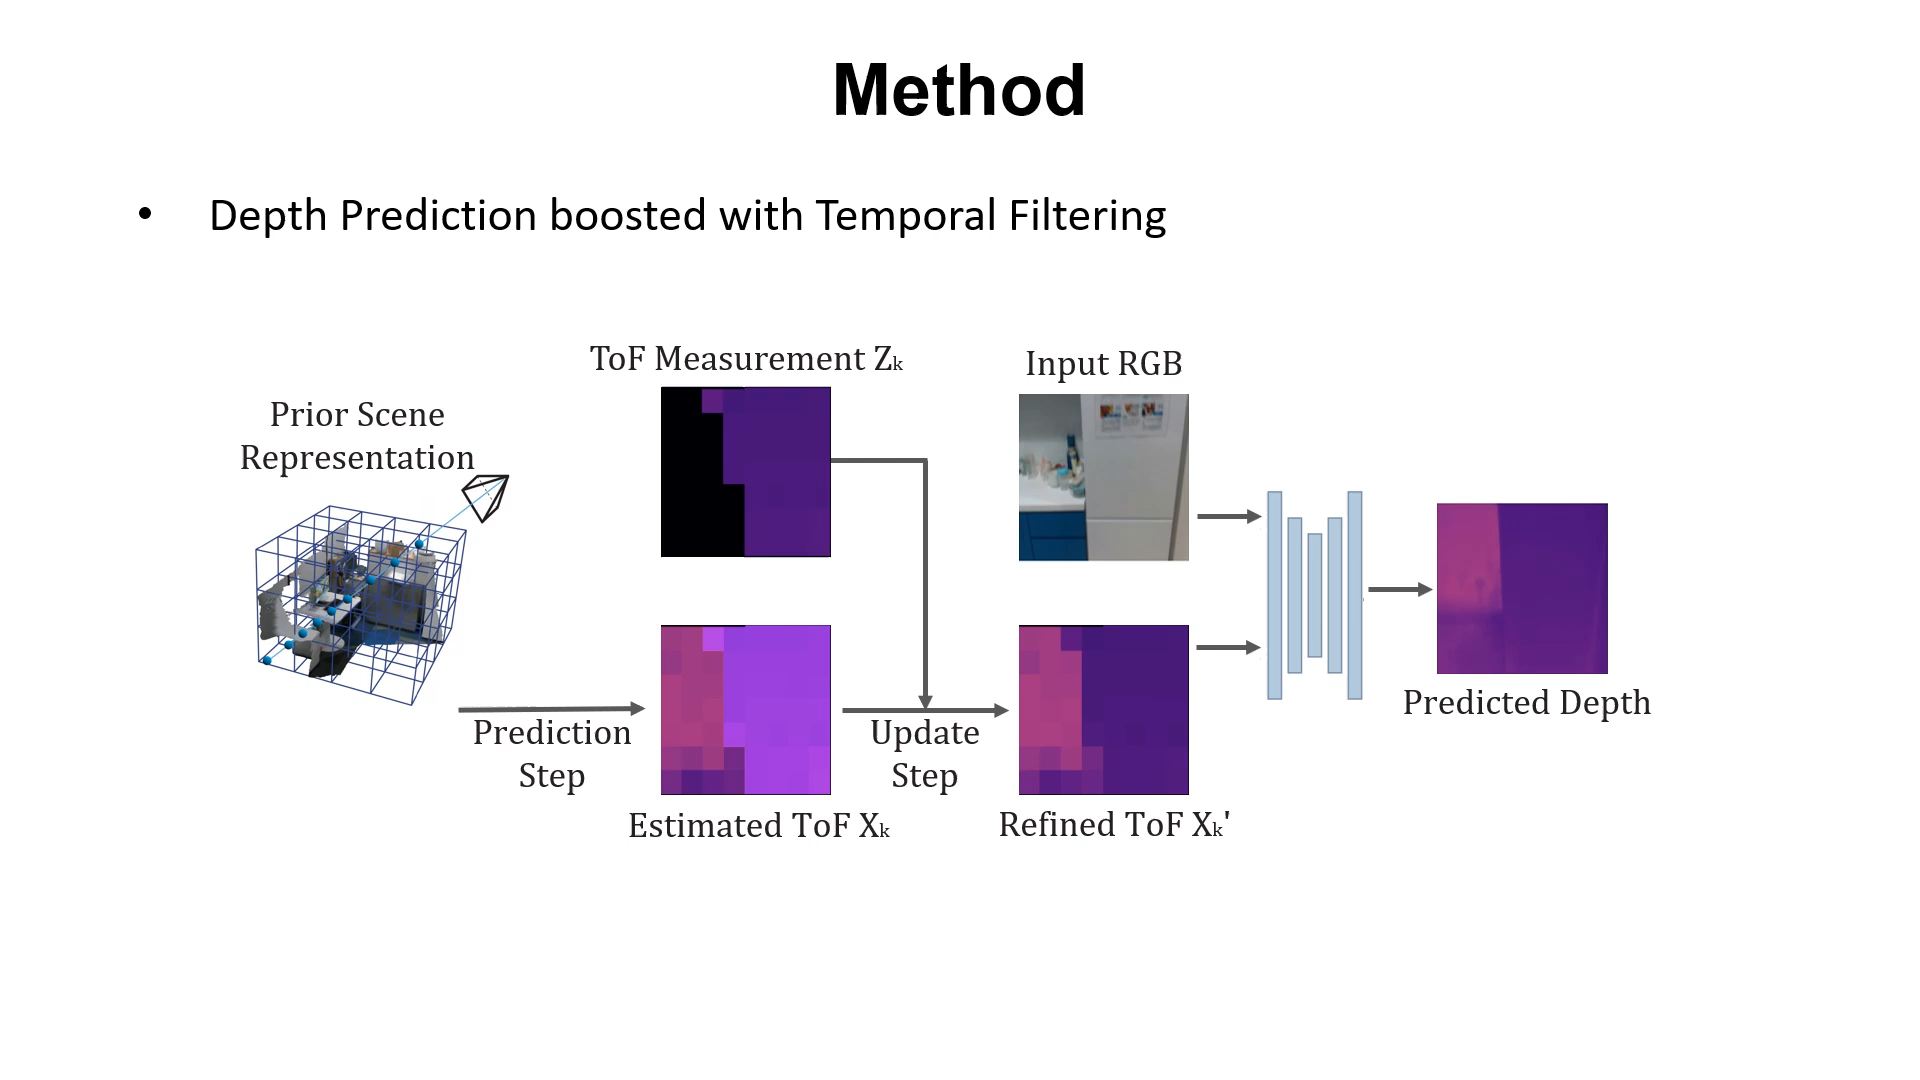 Method
• Depth Prediction boosted with Temporal Filtering
ToF Measurement Zk
Input RGB
Prior Scene
Representation
Prediction
Step
Update
Step
Predicted Depth
Estimated ToF Xk
Refined ToF Xk'